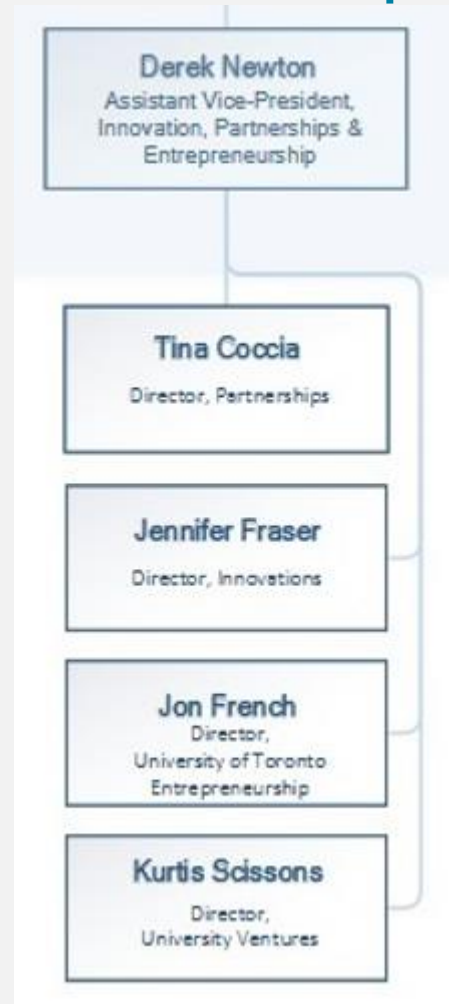 Derek Newton
Assistant Vice-President,
Innovation, Partnerships &
Entrepreneurship
Tina Coccia
Director, Partnerships
Jennifer Fraser
Director, Innovations
Jon French
Director,
University of Toronto
Entrepreneurship
Kurtis Scissons
Director,
University Ventures